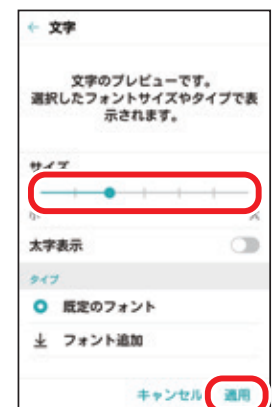 ← 文字
文字のプレビューです。
選択したフォントサイズやタイプで表
示されます。
サイズ
太字表示
タイプ
既定のフォント
フォント追加
キャンセル 適用